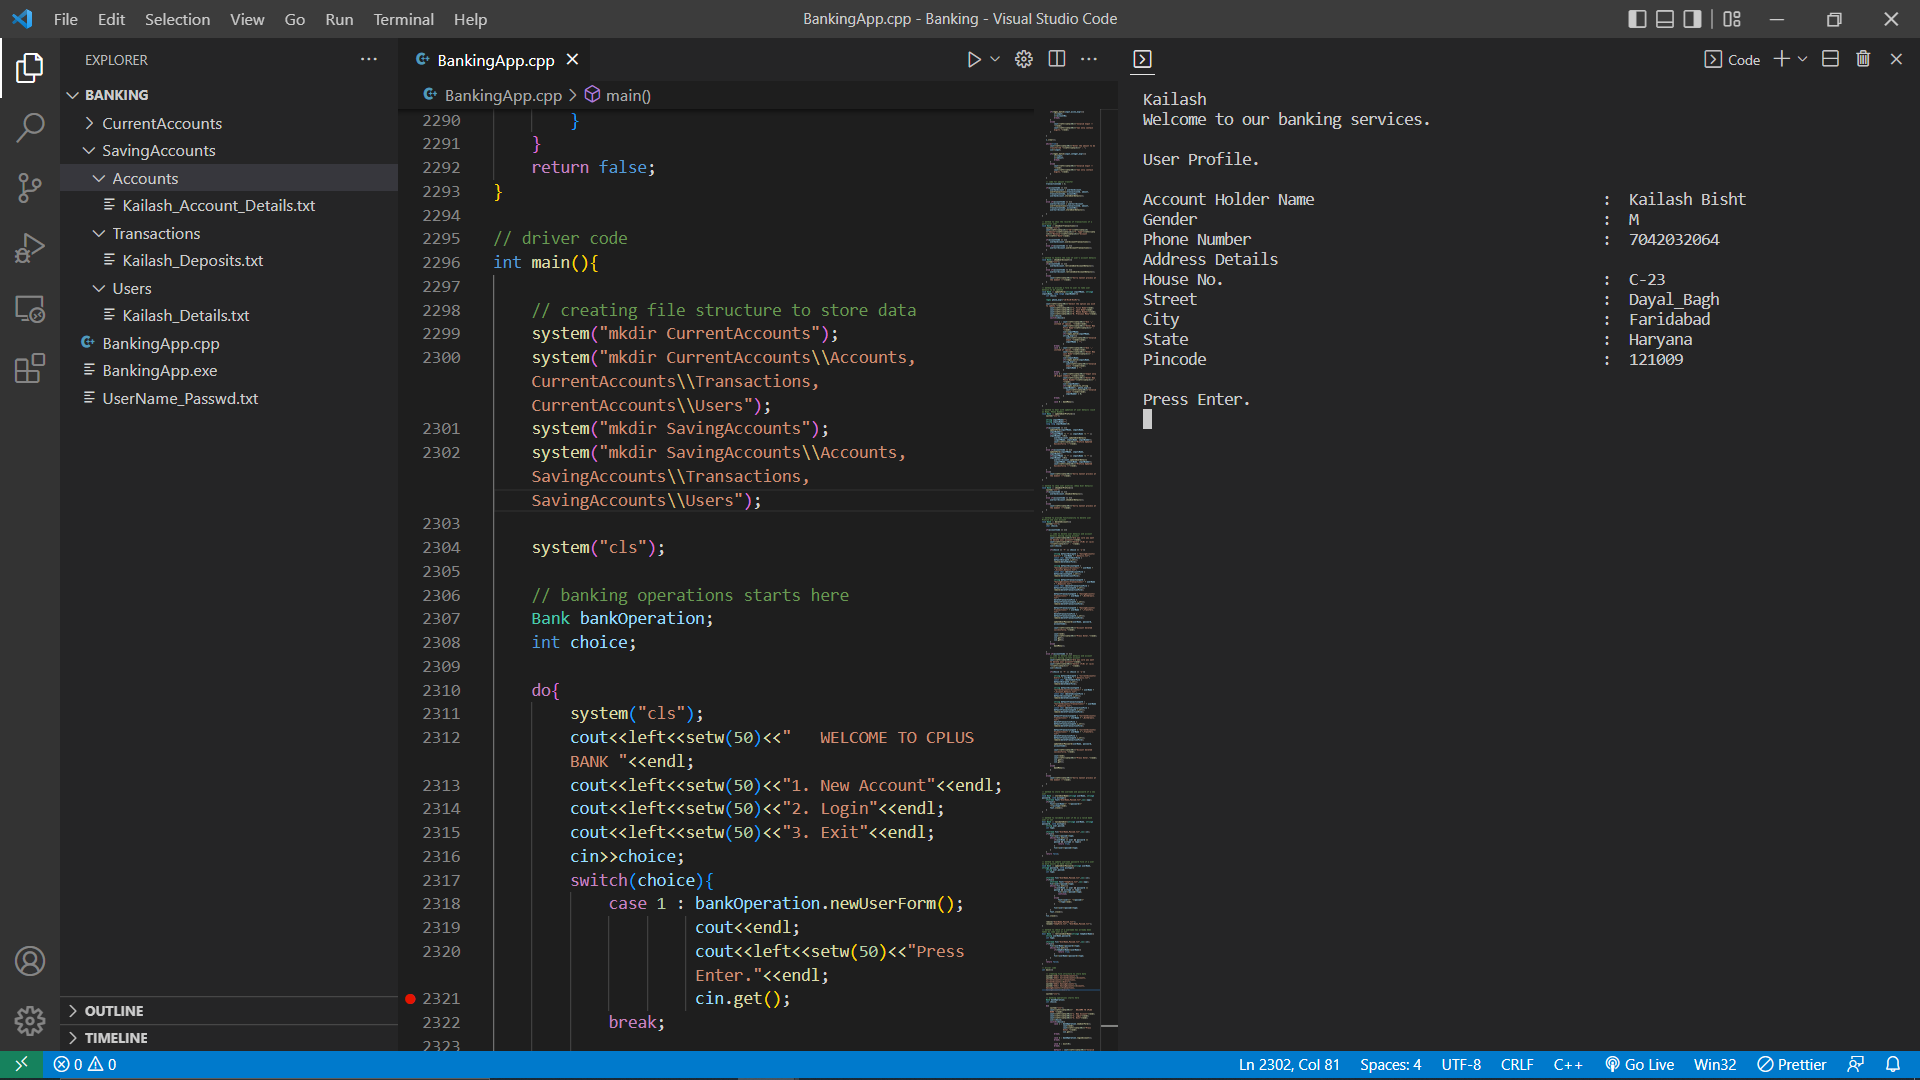 File Edit Selection View Go Run Terminal Help
BankingApp.cpp - Banking - Visual Studio Code
EXPLORER
BANKING
CurrentAccounts
SavingAccounts
Accounts
Kailash_Account_Details.txt
Transactions
Kailash_Deposits.txt
Users
Kailash_Details.txt
BankingApp.cpp
BankingApp.exe
UserName_Passwd.txt
OUTLINE
TIMELINE
BankingApp.cpp
BankingApp.cpp > main()
2290 }
2291 }
2292 return false;
2293 }
2294
2295 // driver code
2296 int main(){
2297
2298 // creating file structure to store data
2299 system("mkdir CurrentAccounts");
2300 system("mkdir CurrentAccounts\\Accounts,
CurrentAccounts\\Transactions,
CurrentAccounts\\Users");
2301 system("mkdir SavingAccounts");
2302 system("mkdir SavingAccounts\\Accounts,
SavingAccounts\\Transactions,
SavingAccounts\\Users");
2303
2304 system("cls");
2305
2306 // banking operations starts here
2307 Bank bankOperation;
2308 int choice;
2309
2310 do{
2311 system("cls");
2312 cout<<left<<setw(50)<<"   WELCOME TO CPLUS
BANK "<<endl;
2313 cout<<left<<setw(50)<<"1. New Account"<<endl;
2314 cout<<left<<setw(50)<<"2. Login"<<endl;
2315 cout<<left<<setw(50)<<"3. Exit"<<endl;
2316 cin>>choice;
2317 switch(choice){
2318 case 1 : bankOperation.newUserForm();
2319 cout<<endl;
2320 cout<<left<<setw(50)<<"Press
Enter."<<endl;
2321 cin.get();
2322 break;
2323
Code
Kailash
Welcome to our banking services.
User Profile.
Account Holder Name : Kailash Bisht
Gender : M
Phone Number : 7042032064
Address Details
House No. : C-23
Street : Dayal_Bagh
City : Faridabad
State : Haryana
Pincode : 121009
Press Enter.
0 0
Ln 2302, Col 81 Spaces: 4 UTF-8 CRLF C++ Go Live Win32 Prettier